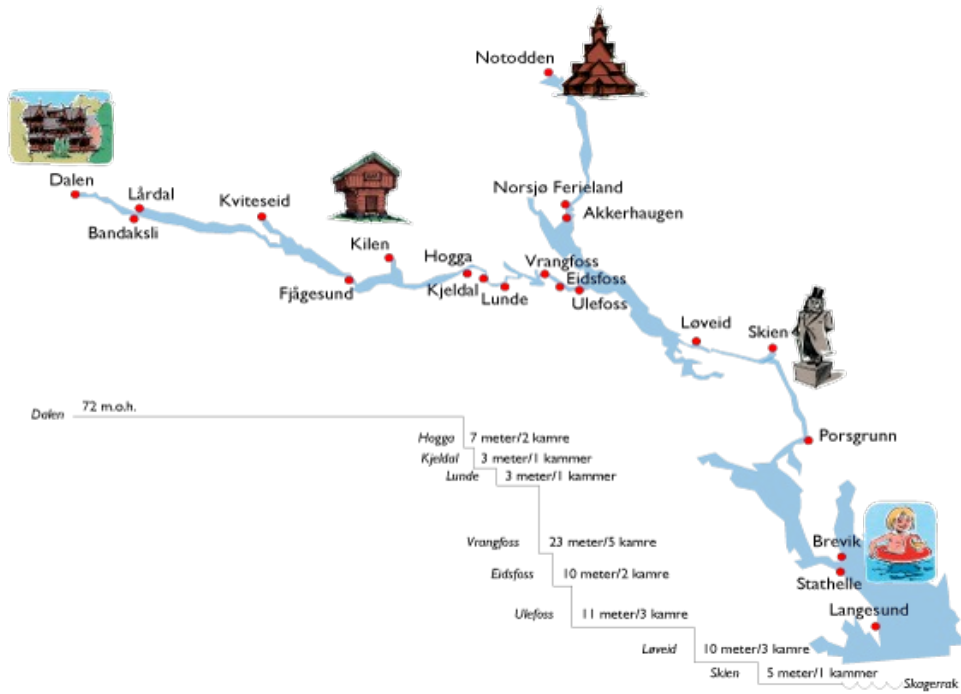 Notodden
Dalen
Lårdal
Bandaksli
Kviteseid
Norsjø Ferieland
Akkerhaugen
Kilen
Fjågesund
Hogga
Kjeldal
Lunde
Vrangfoss
Eidsfoss
Ulefoss
Løveid
Skien
Porsgrunn
Brevik
Stathelle
Langesund
Dalen 72 m.o.h.
Hogga 7 meter/2 kamre
Kjeldal 3 meter/1 kammer
Lunde 3 meter/1 kammer
Vrangfoss 23 meter/5 kamre
Eidsfoss 10 meter/2 kamre
Ulefoss 11 meter/3 kamre
Løveid 10 meter/3 kamre
Skien 5 meter/1 kammer
Skagerrak